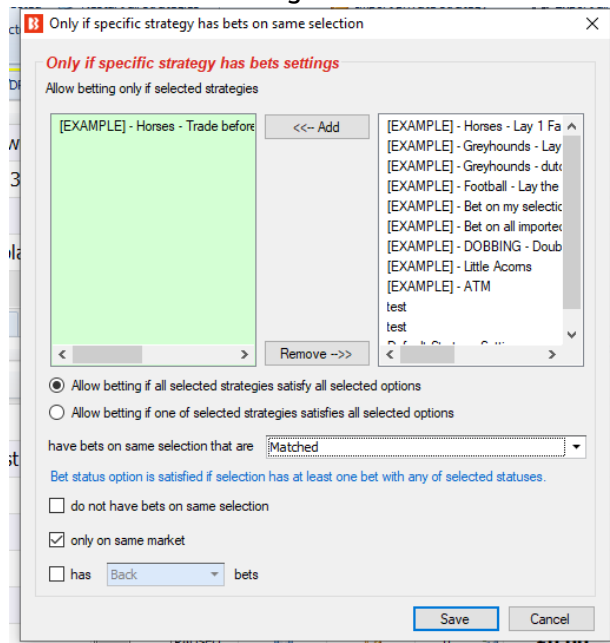 Only if specific strategy has bets on same selection
Only if specific strategy has bets settings
Allow betting only if selected strategies
[EXAMPLE] - Horses - Trade before
<<-- Add
[EXAMPLE] - Horses - Lay 1 Fa
[EXAMPLE] - Greyhounds - Lay
[EXAMPLE] - Greyhounds - dutc
[EXAMPLE] - Football - Lay the
[EXAMPLE] - Bet on my selectic
[EXAMPLE] - Bet on all importec
[EXAMPLE] - DOBBING - Doub
[EXAMPLE] - Little Acorns
[EXAMPLE] - ATM
test
test
Remove -->>
Allow betting if all selected strategies satisfy all selected options
Allow betting if one of selected strategies satisfies all selected options
have bets on same selection that are
Matched
Bet status option is satisfied if selection has at least one bet with any of selected statuses.
do not have bets on same selection
only on same market
has Back bets
Save
Cancel